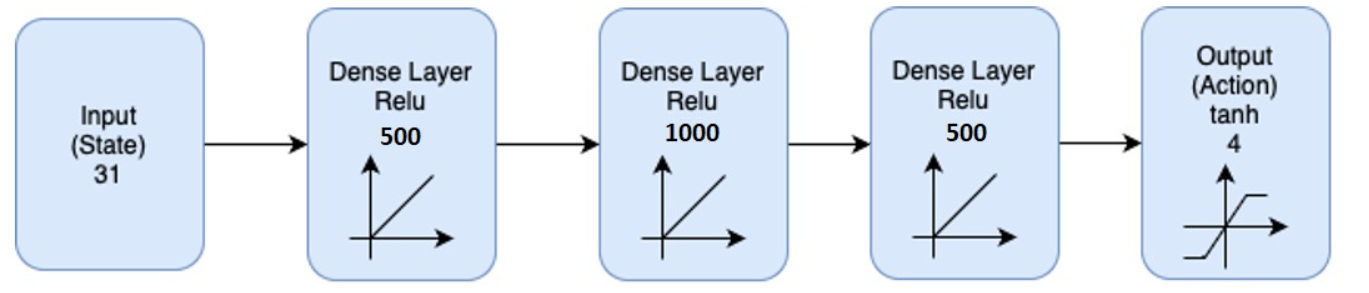 Input
(State)
31
Dense Layer
Relu
500
Dense Layer
Relu
1000
Dense Layer
Relu
500
Output
(Action)
tanh
4